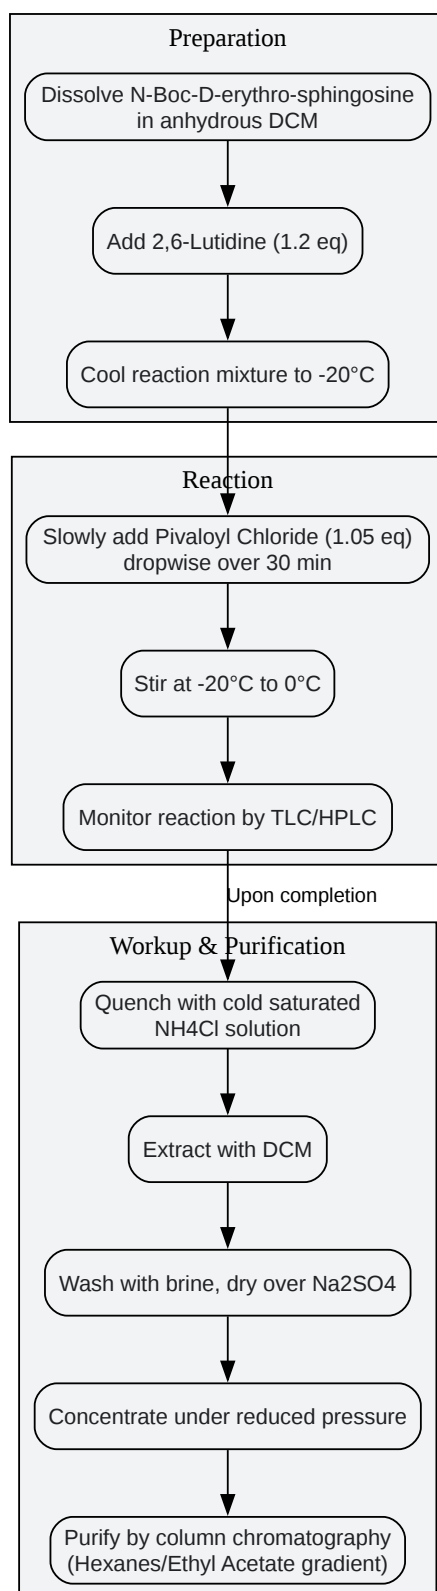 Preparation
Dissolve N-Boc-D-erythro-sphingosine
in anhydrous DCM
Add 2,6-Lutidine (1.2 eq)
Cool reaction mixture to -20°C
Reaction
Slowly add Pivaloyl Chloride (1.05 eq)
dropwise over 30 min
Stir at -20°C to 0°C
Monitor reaction by TLC/HPLC
Upon completion
Workup & Purification
Quench with cold saturated
NH4Cl solution
Extract with DCM
Wash with brine, dry over Na2SO4
Concentrate under reduced pressure
Purify by column chromatography
(Hexanes/Ethyl Acetate gradient)